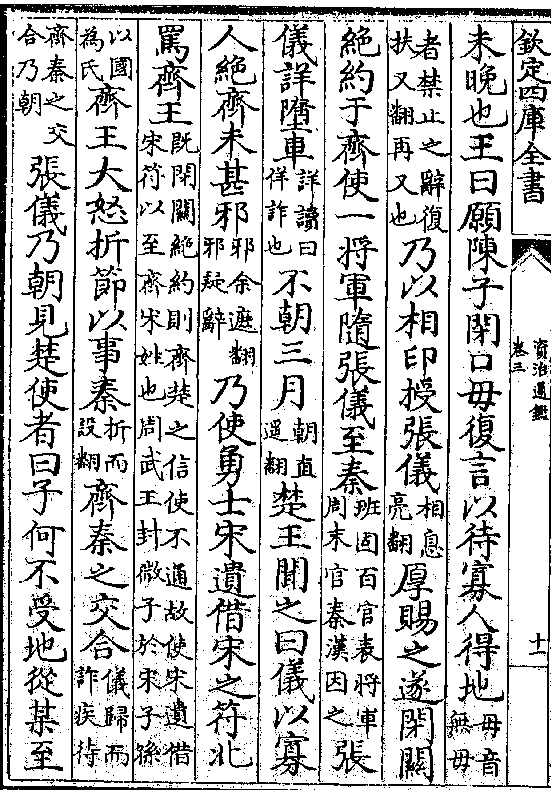 欽定四庫全書
資治通鑑
卷三
十一
未晚也王曰願陳子閉口毋復言以待寡人得地毋音無毋
者禁止之辭復扶又翻再又也乃以相印授張儀相息亮翻厚賜之遂閉關
絶約于齊使一將軍隨張儀至秦班固百官表將軍周末官秦漢因之張
儀詳墮車詳讀曰佯詐也不朝三月朝直遥翻楚王聞之曰儀以寡
人絶齊未甚邪邪余遮翻邪疑辭乃使勇士宋遺借宋之符北
罵齊王既閉關絶約則齊楚之信使不通故使宋遺借宋符以至齊宋姓也周武王封微子於宋子孫
以國為氏齊王大怒折節以事秦折而設翻齊秦之交合儀歸而詐疾待
齊秦之交合乃朝張儀乃朝見楚使者曰子何不受地從某至